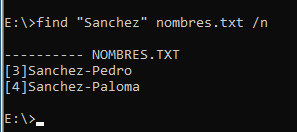 E:\>find "Sanchez" nombres.txt /n
---------- NOMBRES.TXT
[3]Sanchez-Pedro
[4]Sanchez-Paloma
E:\>